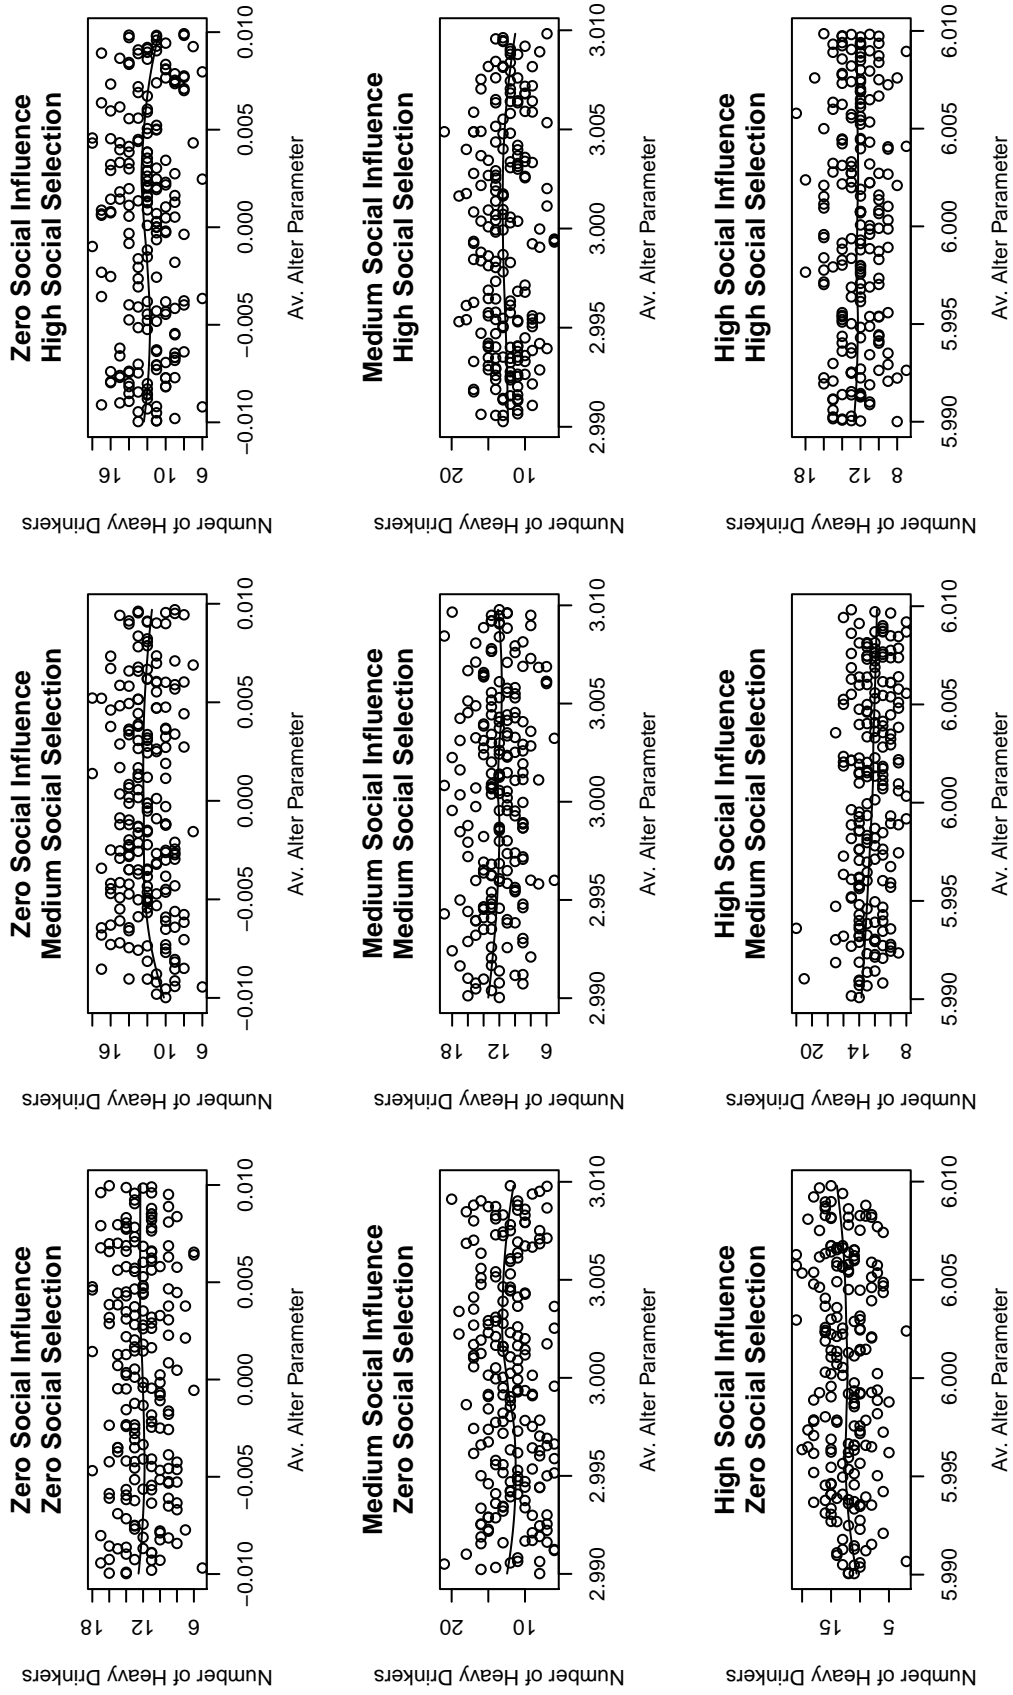 Zero Social Influence
Zero Social Selection
Number of Heavy Drinkers
18
12
6
−0.010 −0.005 0.000 0.005 0.010
Av. Alter Parameter
Zero Social Influence
Medium Social Selection
Number of Heavy Drinkers
16
10
6
−0.010 −0.005 0.000 0.005 0.010
Av. Alter Parameter
Zero Social Influence
High Social Selection
Number of Heavy Drinkers
16
10
6
−0.010 −0.005 0.000 0.005 0.010
Av. Alter Parameter
Medium Social Influence
Zero Social Selection
Number of Heavy Drinkers
20
10
2.990 2.995 3.000 3.005 3.010
Av. Alter Parameter
Medium Social Influence
Medium Social Selection
Number of Heavy Drinkers
18
12
6
2.990 2.995 3.000 3.005 3.010
Av. Alter Parameter
Medium Social Influence
High Social Selection
Number of Heavy Drinkers
20
10
2.990 2.995 3.000 3.005 3.010
Av. Alter Parameter
High Social Influence
Zero Social Selection
Number of Heavy Drinkers
15
5
5.990 5.995 6.000 6.005 6.010
Av. Alter Parameter
High Social Influence
Medium Social Selection
Number of Heavy Drinkers
20
14
8
5.990 5.995 6.000 6.005 6.010
Av. Alter Parameter
High Social Influence
High Social Selection
Number of Heavy Drinkers
18
12
8
5.990 5.995 6.000 6.005 6.010
Av. Alter Parameter